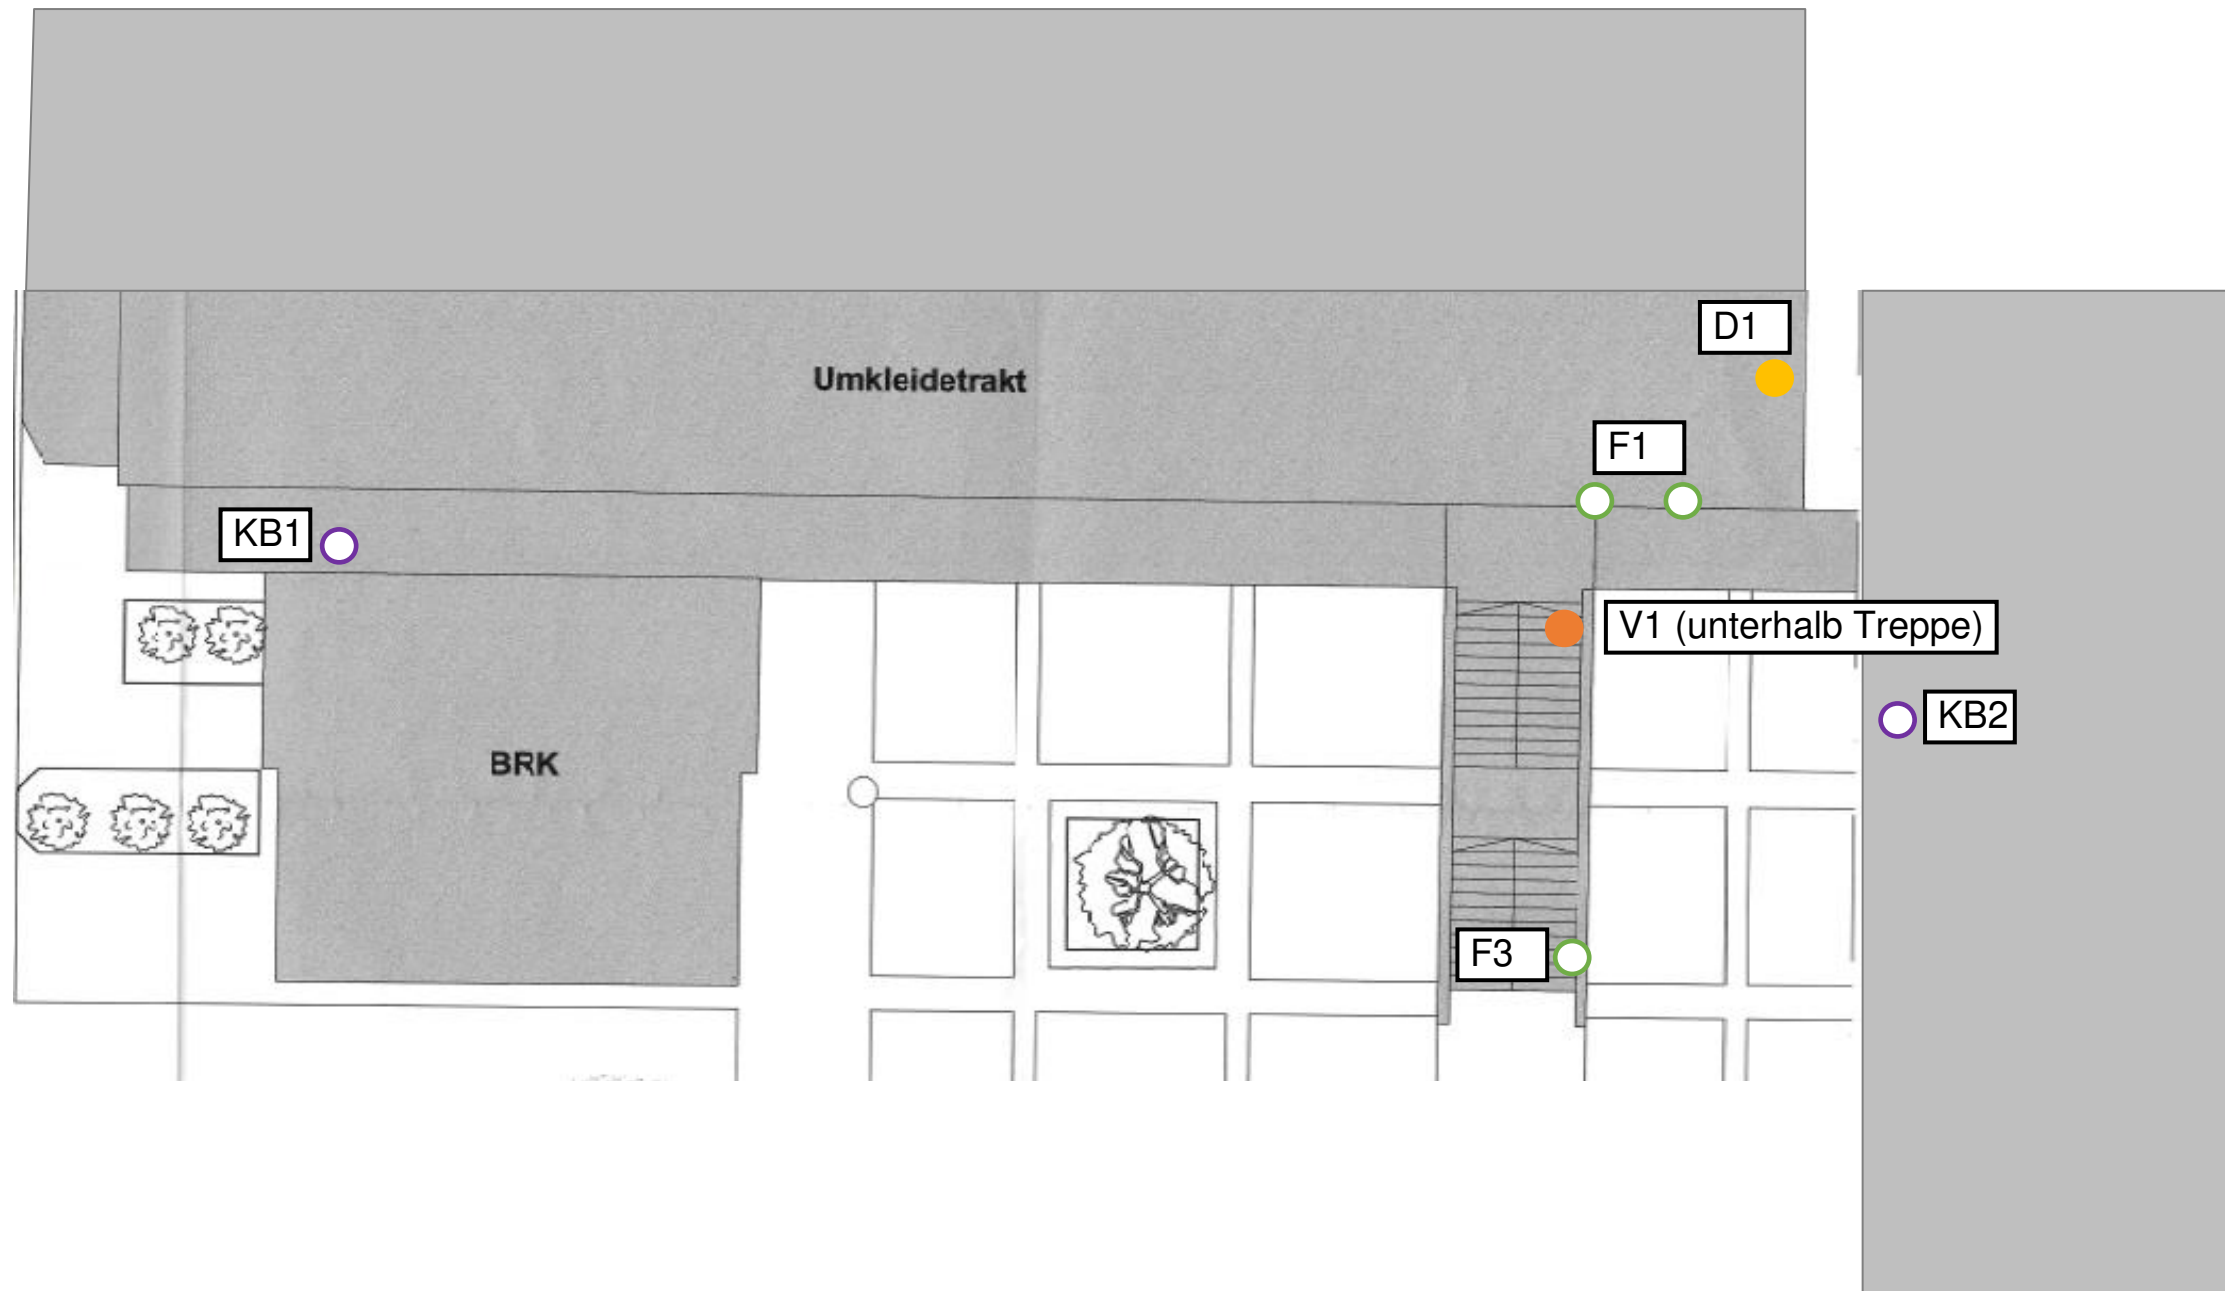 D1
Umkleidetrakt
F1
KB1
V1 (unterhalb Treppe)
KB2
BRK
F3